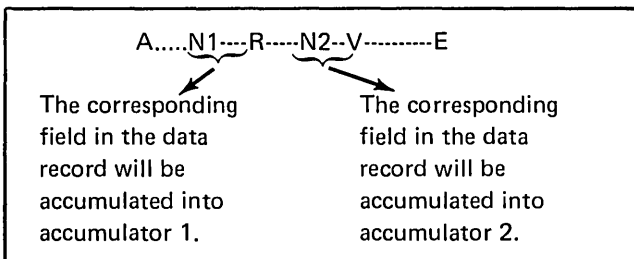 A.....N1----R-----N2--V----------E
The corresponding
field in the data
record will be
accumulated into
accumulator 1.
The corresponding
field in the data
record will be
accumulated into
accumulator 2.